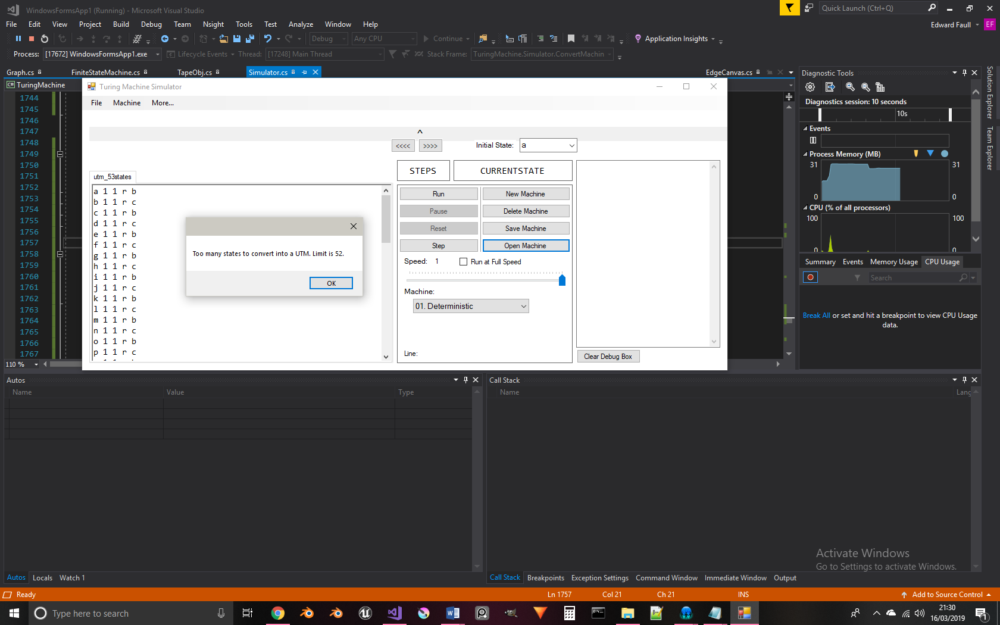 WindowsFormsApp1 (Running) - Microsoft Visual Studio
Quick Launch (Ctrl+Q)
File Edit View Project Build Debug Team Nsight Tools Test Analyze Window Help
Edward Faull EF
Debug Any CPU Continue Application Insights
Process: [17672] WindowsFormsApp1.exe Lifecycle Events Thread: [17248] Main Thread Stack Frame: TuringMachine.Simulator.ConvertMachin
Graph.cs FiniteStateMachine.cs TapeObj.cs Simulator.cs EdgeCanvas.cs
C# TuringMachine
1744
1745
1746
1747
1748
1749
1750
1751
1752
1753
1754
1755
1756
1757
1758
1759
1760
1761
1762
1763
1764
1765
1766
1767
110 %
Turing Machine Simulator
File Machine More...
^
<<<< >>>> Initial State: a
STEPS CURRENTSTATE
utm_53states
a 1 1 r b
b 1 1 r c
c 1 1 r b
d 1 1 r c
e 1 1 r b
f 1 1 r c
g 1 1 r b
h 1 1 r c
i 1 1 r b
j 1 1 r c
k 1 1 r b
l 1 1 r c
m 1 1 r b
n 1 1 r c
o 1 1 r b
p 1 1 r c
Too many states to convert into a UTM. Limit is 52.
OK
Run New Machine
Pause Delete Machine
Reset Save Machine
Step Open Machine
Speed: 1 Run at Full Speed
Machine:
01. Deterministic
Line:
Clear Debug Box
Diagnostic Tools
Diagnostics session: 10 seconds
10s
Events
Process Memory (MB)
31 31
0 0
CPU (% of all processors)
100 100
0 0
Summary Events Memory Usage CPU Usage
Search
Break All or set and hit a breakpoint to view CPU Usage
data.
Solution Explorer
Team Explorer
Autos
Name Value Type
Autos Locals Watch 1
Call Stack
Name Lang
Activate Windows
Go to Settings to activate Windows.
Call Stack Breakpoints Exception Settings Command Window Immediate Window Output
Ready Ln 1757 Col 21 Ch 21 INS Add to Source Control
Type here to search
21:30
16/03/2019
1